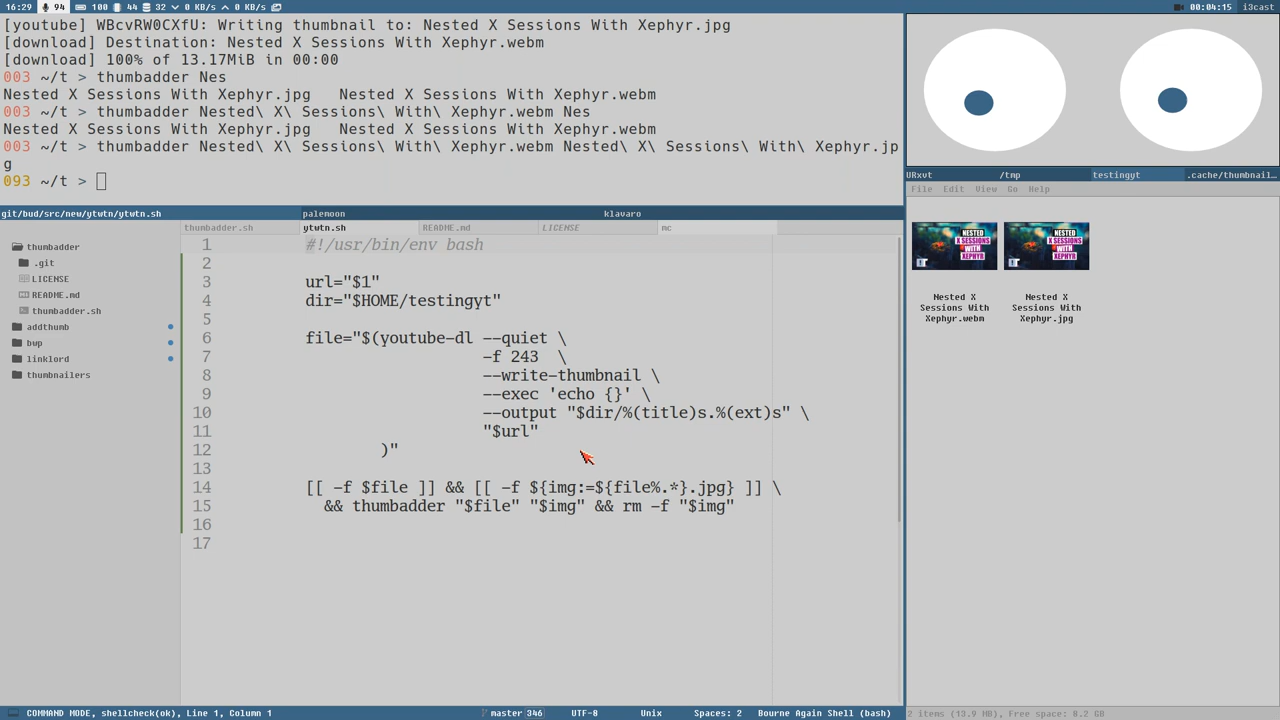 16:29 94 100 44 32 0 KB/s 0 KB/s 00:04:15 i3cast
[youtube] WBcvRW0CXfU: Writing thumbnail to: Nested X Sessions With Xephyr.jpg
[download] Destination: Nested X Sessions With Xephyr.webm
[download] 100% of 13.17MiB in 00:00
003 ~/t > thumbadder Nes
Nested X Sessions With Xephyr.jpg   Nested X Sessions With Xephyr.webm
003 ~/t > thumbadder Nested\ X\ Sessions\ With\ Xephyr.webm Nes
Nested X Sessions With Xephyr.jpg   Nested X Sessions With Xephyr.webm
003 ~/t > thumbadder Nested\ X\ Sessions\ With\ Xephyr.webm Nested\ X\ Sessions\ With\ Xephyr.jp
g
093 ~/t >
URxvt /tmp testingyt .cache/thumbnail...
File Edit View Go Help
NESTED
X SESSIONS
WITH
XEPHYR
NESTED
X SESSIONS
WITH
XEPHYR
Nested X
Sessions With
Xephyr.webm
Nested X
Sessions With
Xephyr.jpg
git/bud/src/new/ytwtn/ytwtn.sh palemoon klavaro
thumbadder.sh ytwtn.sh README.md LICENSE mc
thumbadder
.git
LICENSE
README.md
thumbadder.sh
addthumb
bwp
linklord
thumbnailers
1 #!/usr/bin/env bash
2
3 url="$1"
4 dir="$HOME/testingyt"
5
6 file="$(youtube-dl --quiet \
7 -f 243  \
8 --write-thumbnail \
9 --exec 'echo {}' \
10 --output "$dir/%(title)s.%(ext)s" \
11 "$url"
12 )"
13
14 [[ -f $file ]] && [[ -f ${img:=${file%.*}.jpg} ]] \
15 && thumbadder "$file" "$img" && rm -f "$img"
16
17
COMMAND MODE, shellcheck(ok), Line 1, Column 1 master 346 UTF-8 Unix Spaces: 2 Bourne Again Shell (bash)
2 items (13.9 MB), Free space: 8.2 GB